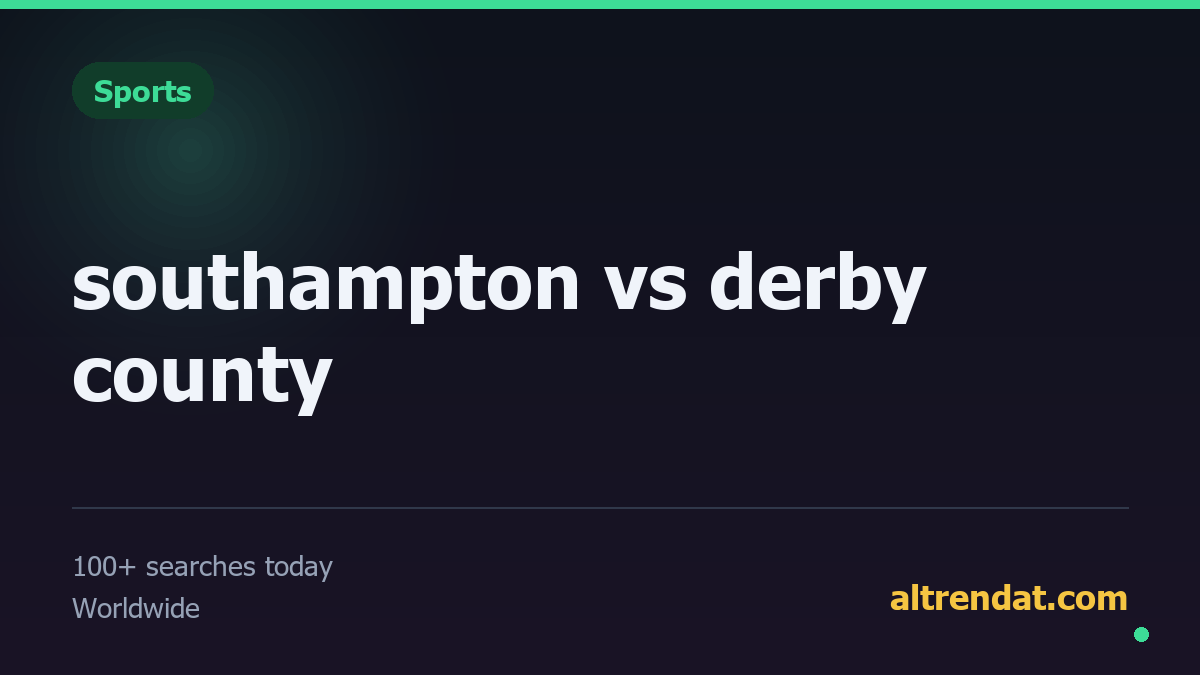 Sports
southampton vs derby
county
100+ searches today
Worldwide
altrendat.com